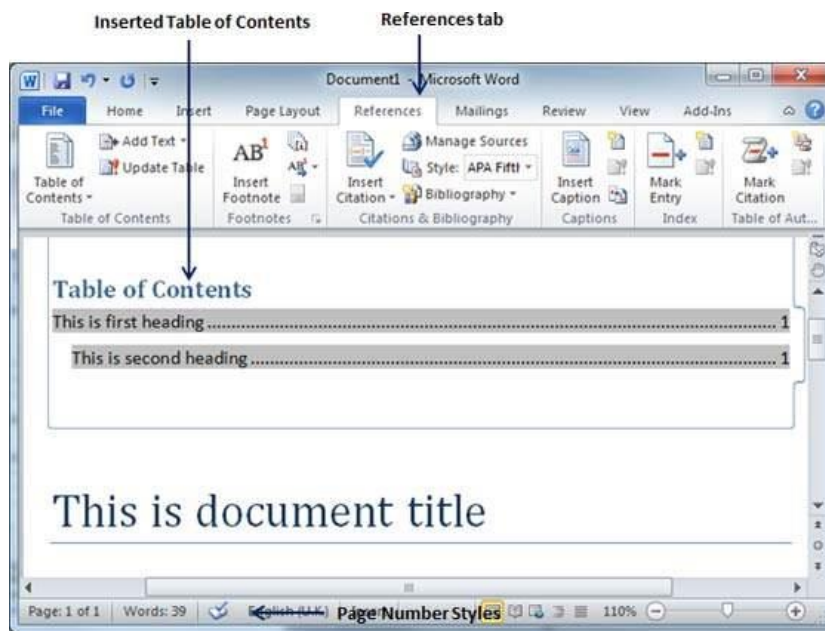 Inserted Table of Contents
References tab
Document1 - Microsoft Word
File Home Insert Page Layout References Mailings Review View Add-Ins
Table of Contents
Add Text
Update Table
Table of Contents
AB1
Insert Footnote
AB
Footnotes
Insert Citation
Manage Sources
Style: APA Fift
Bibliography
Citations & Bibliography
Insert Caption
Captions
Mark Entry
Index
Mark Citation
Table of Aut...
Table of Contents
This is first heading ........ 1
This is second heading ........ 1
This is document title
Page: 1 of 1 Words: 39 English (U.K.) Page Number Styles 110%